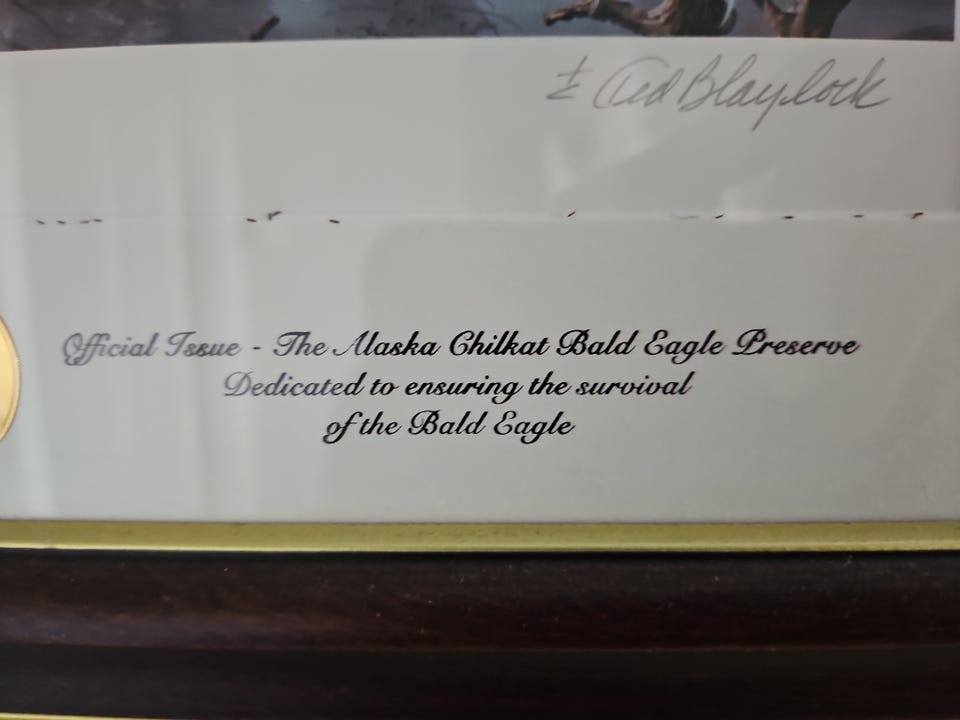 Ted Blaylock
Official Issue - The Alaska Chilkat Bald Eagle Preserve
Dedicated to ensuring the survival
of the Bald Eagle